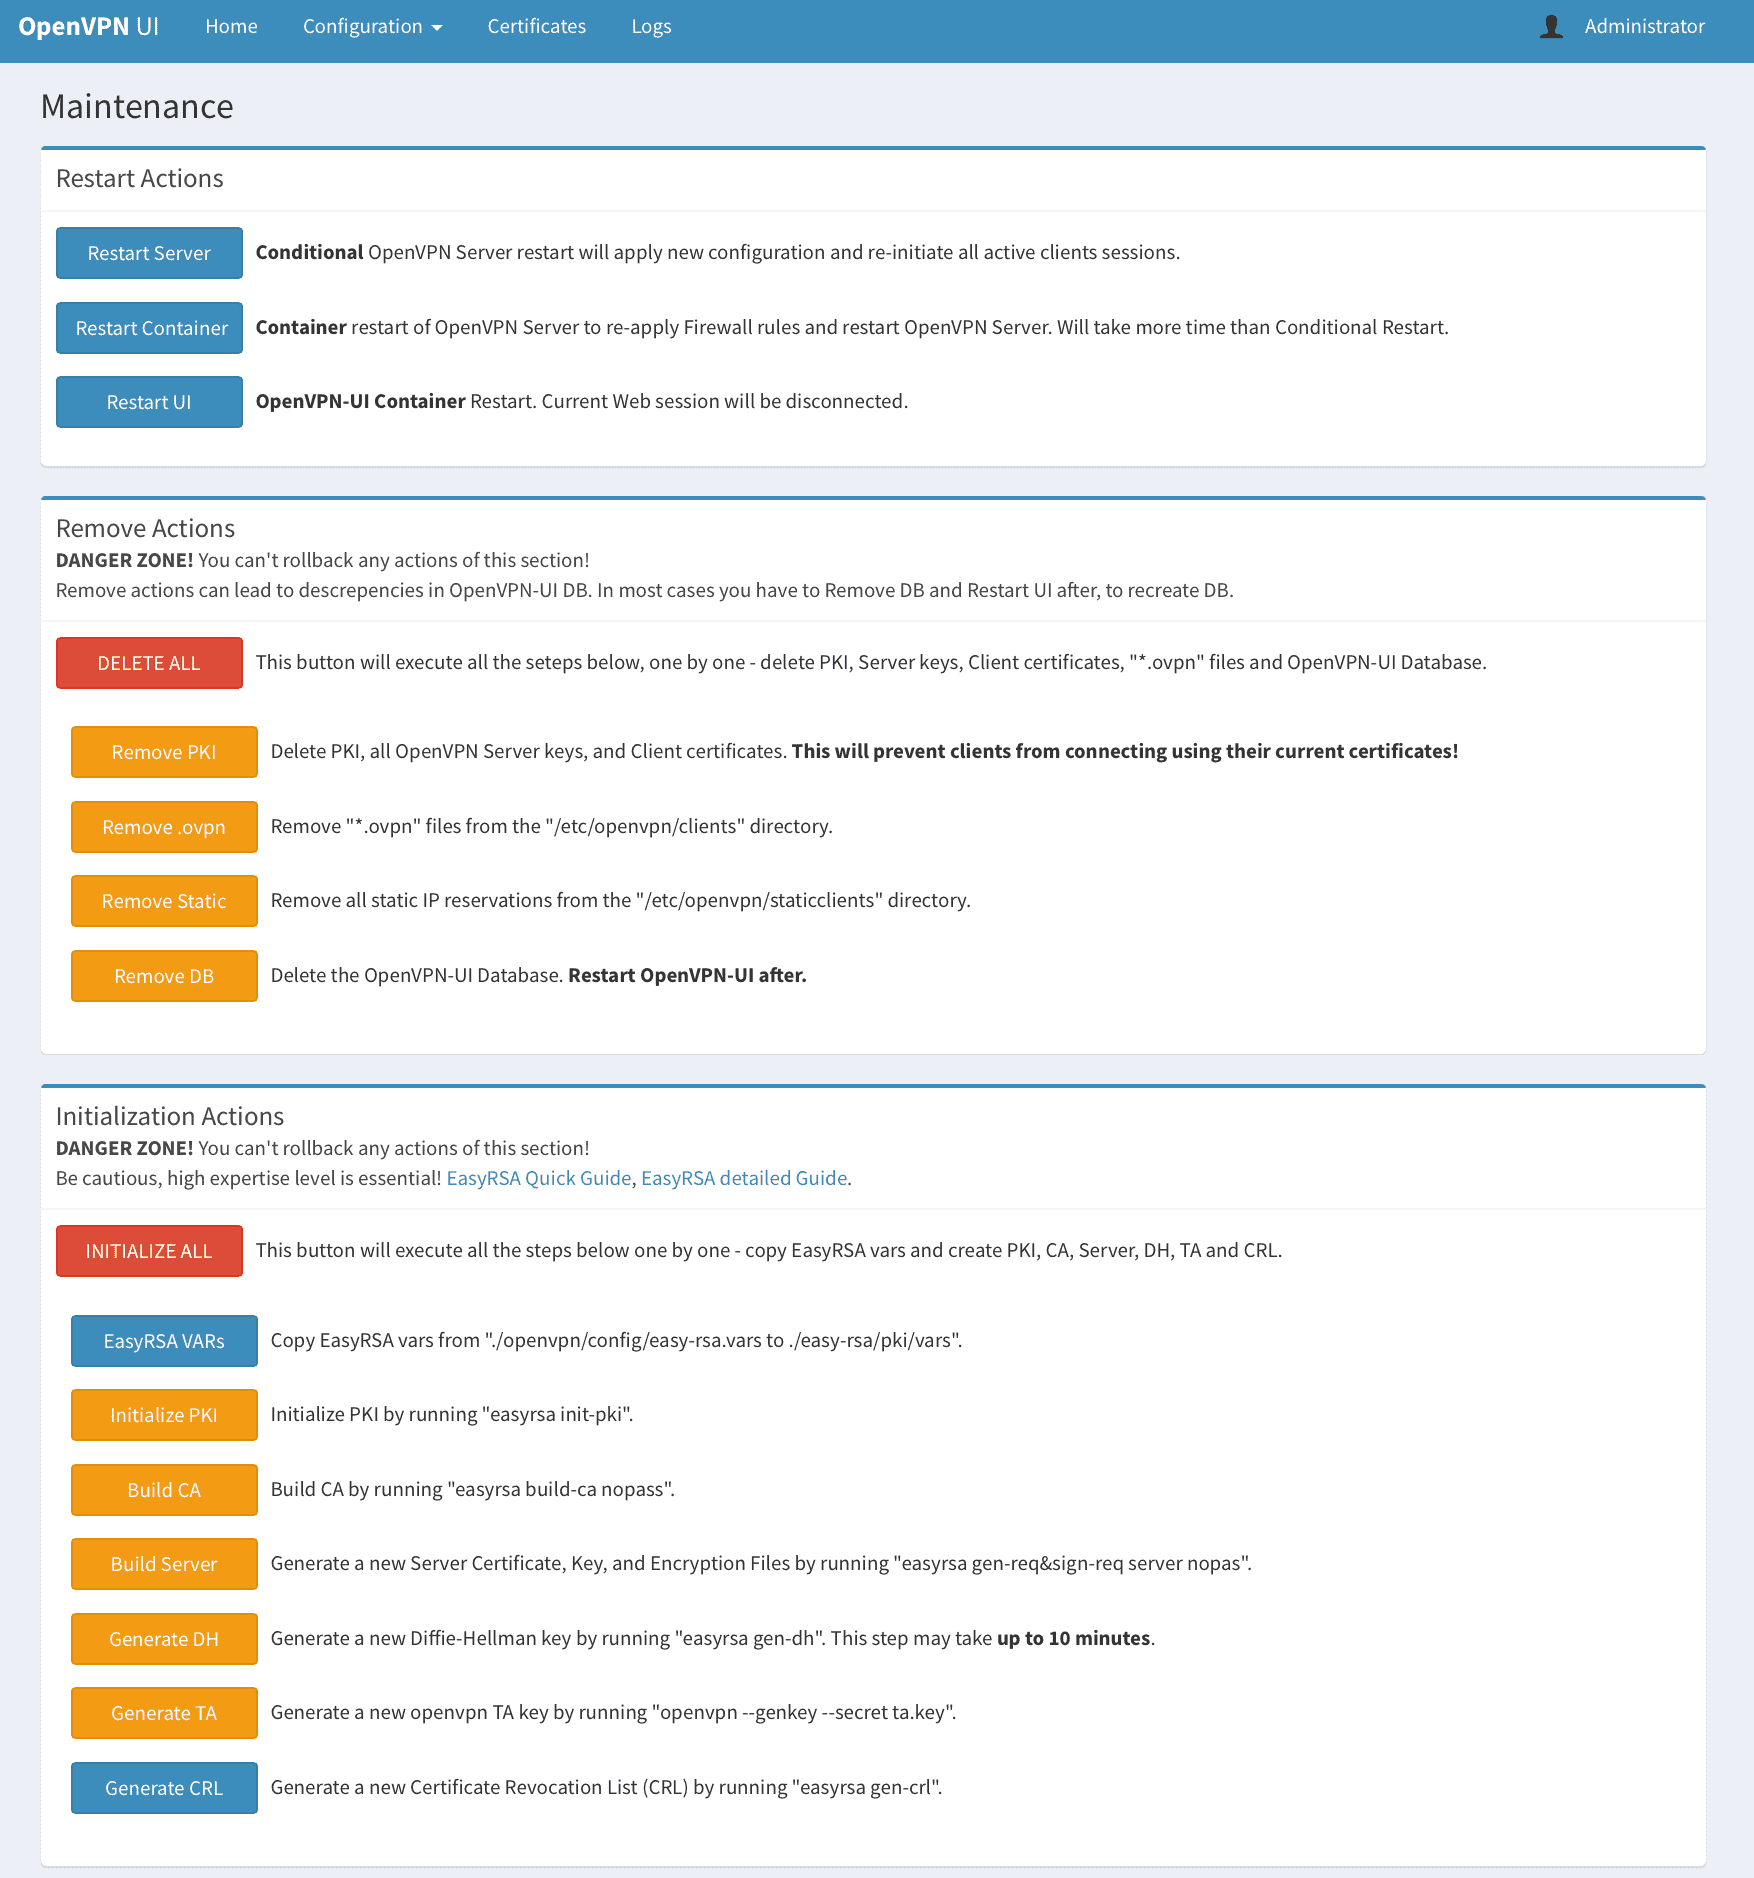 OpenVPN UI Home Configuration Certificates Logs Administrator
Maintenance
Restart Actions
Restart Server Conditional OpenVPN Server restart will apply new configuration and re-initiate all active clients sessions.
Restart Container Container restart of OpenVPN Server to re-apply Firewall rules and restart OpenVPN Server. Will take more time than Conditional Restart.
Restart UI OpenVPN-UI Container Restart. Current Web session will be disconnected.
Remove Actions
DANGER ZONE! You can't rollback any actions of this section!
Remove actions can lead to descrepencies in OpenVPN-UI DB. In most cases you have to Remove DB and Restart UI after, to recreate DB.
DELETE ALL This button will execute all the seteps below, one by one - delete PKI, Server keys, Client certificates, "*.ovpn" files and OpenVPN-UI Database.
Remove PKI Delete PKI, all OpenVPN Server keys, and Client certificates. This will prevent clients from connecting using their current certificates!
Remove .ovpn Remove "*.ovpn" files from the "/etc/openvpn/clients" directory.
Remove Static Remove all static IP reservations from the "/etc/openvpn/staticclients" directory.
Remove DB Delete the OpenVPN-UI Database. Restart OpenVPN-UI after.
Initialization Actions
DANGER ZONE! You can't rollback any actions of this section!
Be cautious, high expertise level is essential! EasyRSA Quick Guide, EasyRSA detailed Guide.
INITIALIZE ALL This button will execute all the steps below one by one - copy EasyRSA vars and create PKI, CA, Server, DH, TA and CRL.
EasyRSA VARs Copy EasyRSA vars from "./openvpn/config/easy-rsa.vars to ./easy-rsa/pki/vars".
Initialize PKI Initialize PKI by running "easyrsa init-pki".
Build CA Build CA by running "easyrsa build-ca nopass".
Build Server Generate a new Server Certificate, Key, and Encryption Files by running "easyrsa gen-req&sign-req server nopas".
Generate DH Generate a new Diffie-Hellman key by running "easyrsa gen-dh". This step may take up to 10 minutes.
Generate TA Generate a new openvpn TA key by running "openvpn --genkey --secret ta.key".
Generate CRL Generate a new Certificate Revocation List (CRL) by running "easyrsa gen-crl".